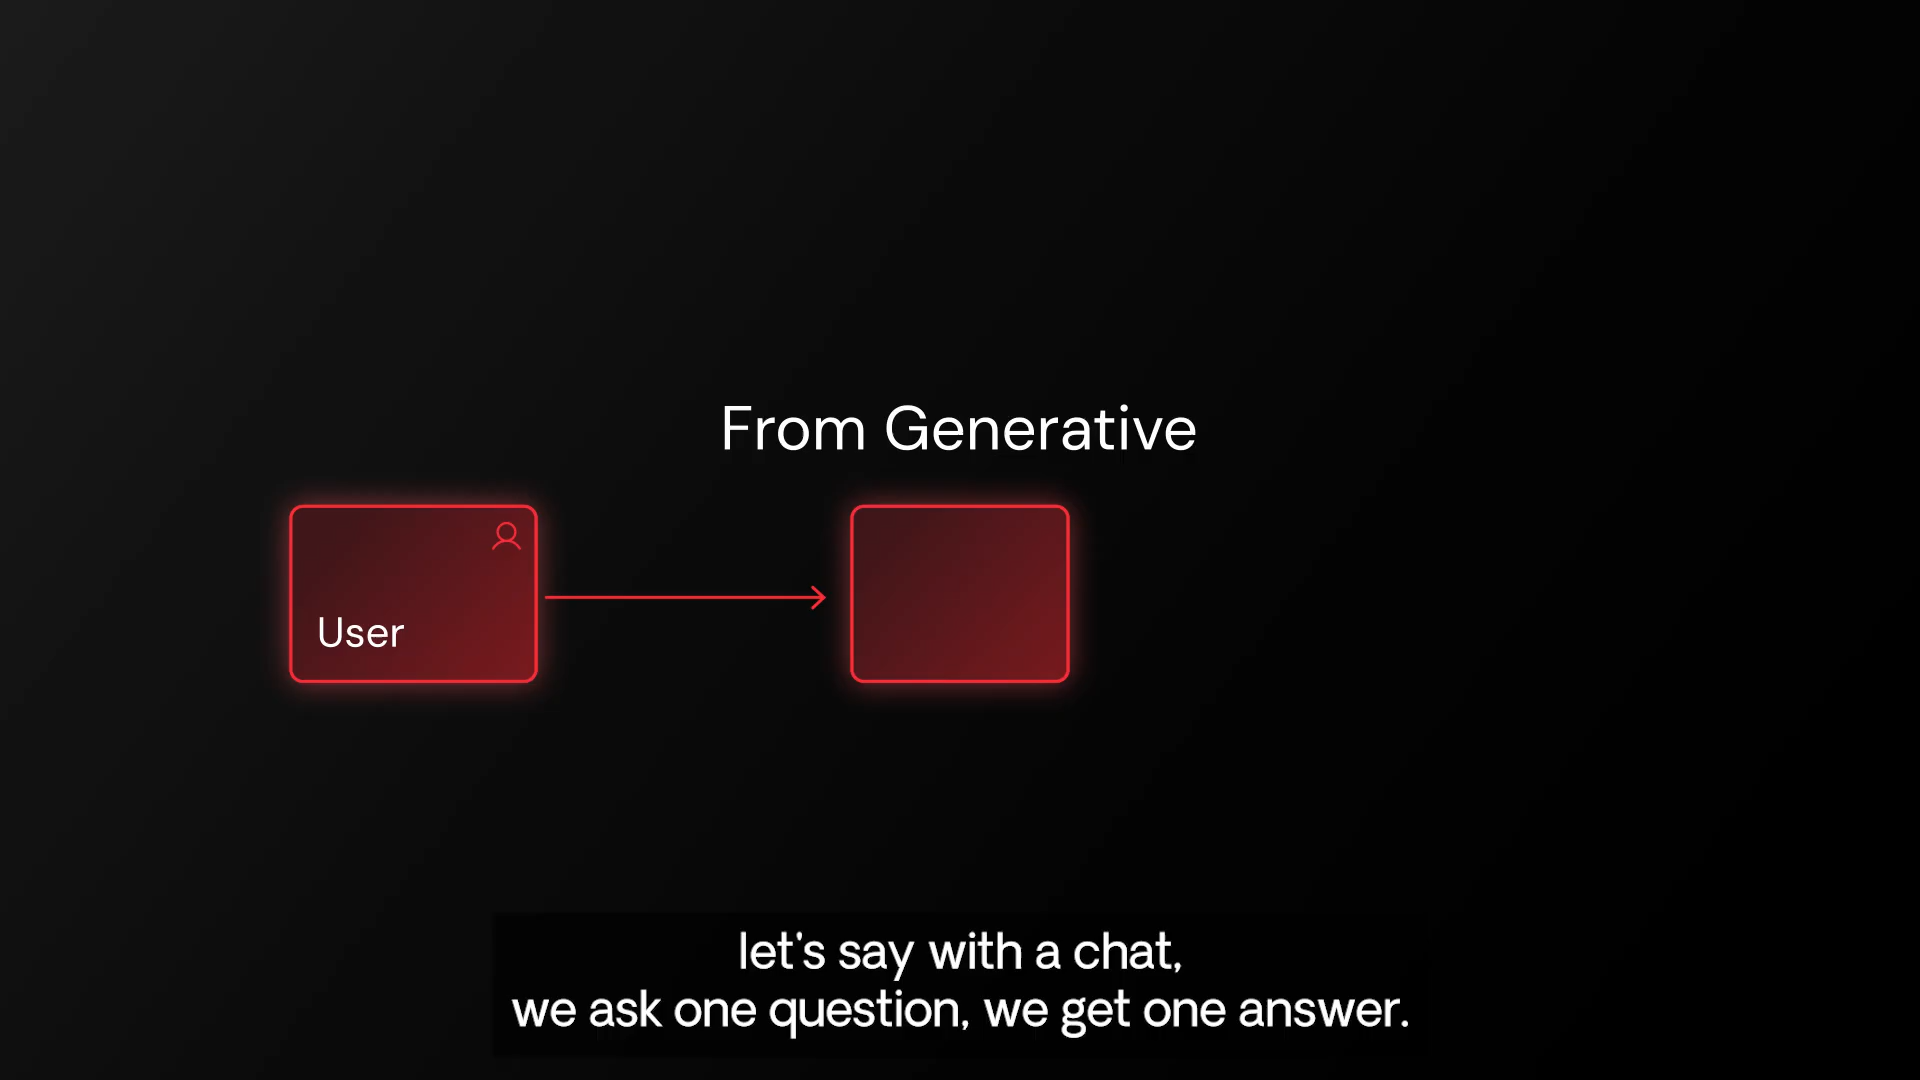 From Generative
User
let's say with a chat,
we ask one question, we get one answer.